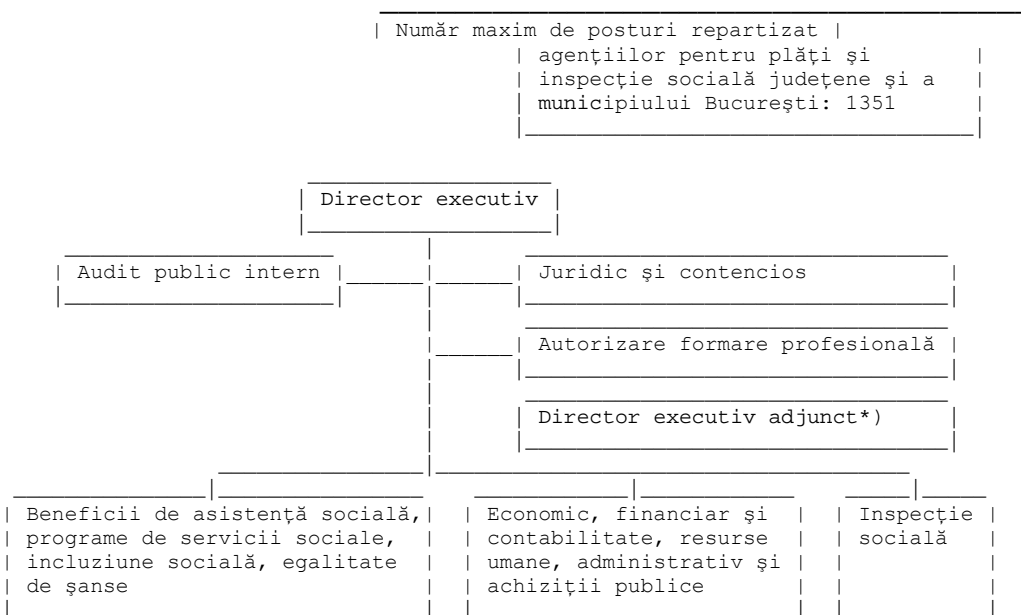 Număr maxim de posturi repartizat
agenţiilor pentru plăţi şi
inspecţie socială judeţene şi a
municipiului Bucureşti: 1351
Director executiv
Audit public intern
Juridic şi contencios
Autorizare formare profesională
Director executiv adjunct*)
Beneficii de asistenţă socială,
programe de servicii sociale,
incluziune socială, egalitate
de şanse
Economic, financiar şi
contabilitate, resurse
umane, administrativ şi
achiziţii publice
Inspecţie
socială